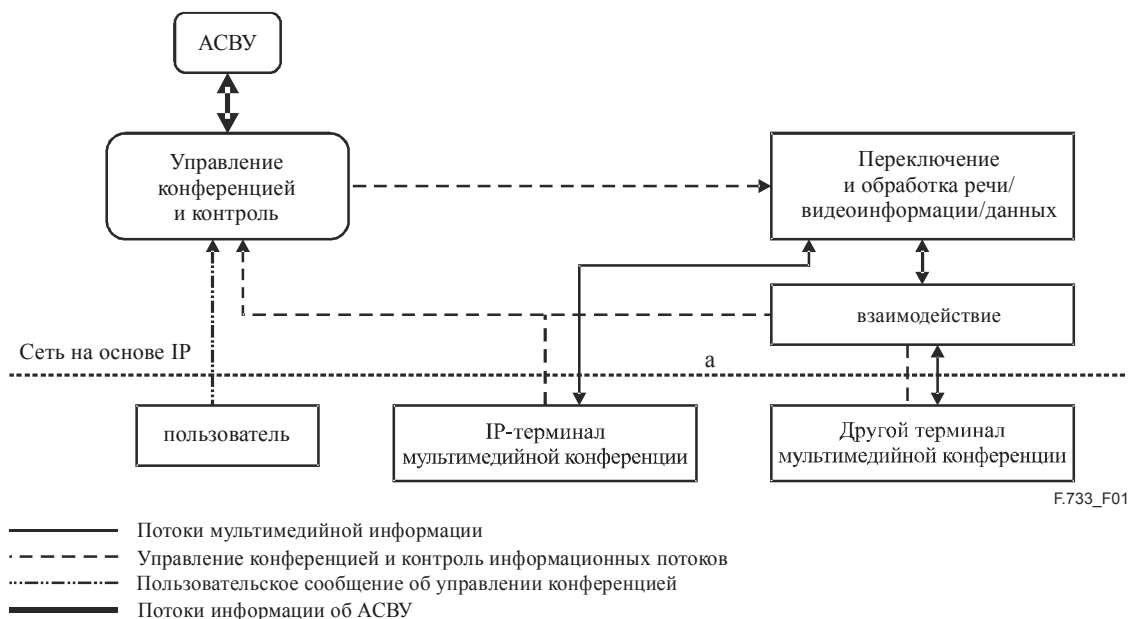 АСВУ
Управление
конференцией
и контроль
Переключение
и обработка речи/
видеоинформации/данных
взаимодействие
Сеть на основе IP
a
пользователь
IP-терминал
мультимедийной конференции
Другой терминал
мультимедийной конференции
F.733_F01
Потоки мультимедийной информации
Управление конференцией и контроль информационных потоков
Пользовательское сообщение об управлении конференцией
Потоки информации об АСВУ